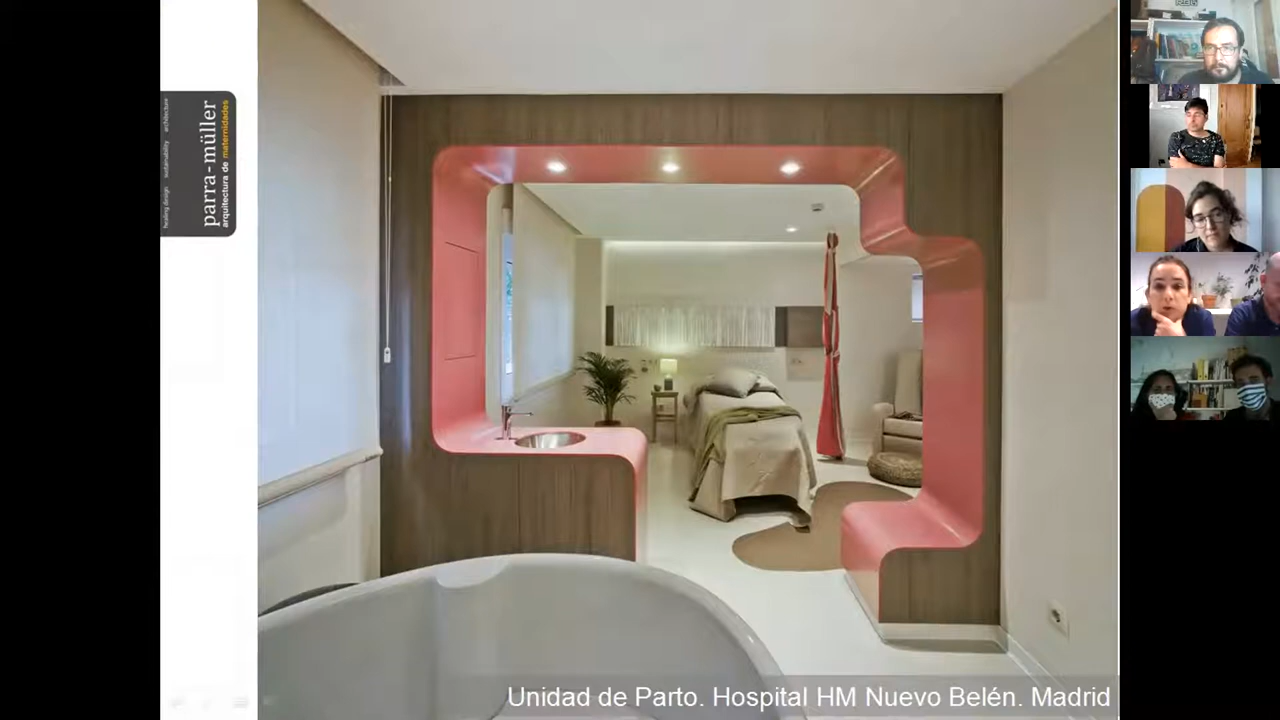 healing design sustainability architecture
parra-müller
arquitectura de maternidades
Unidad de Parto. Hospital HM Nuevo Belén. Madrid